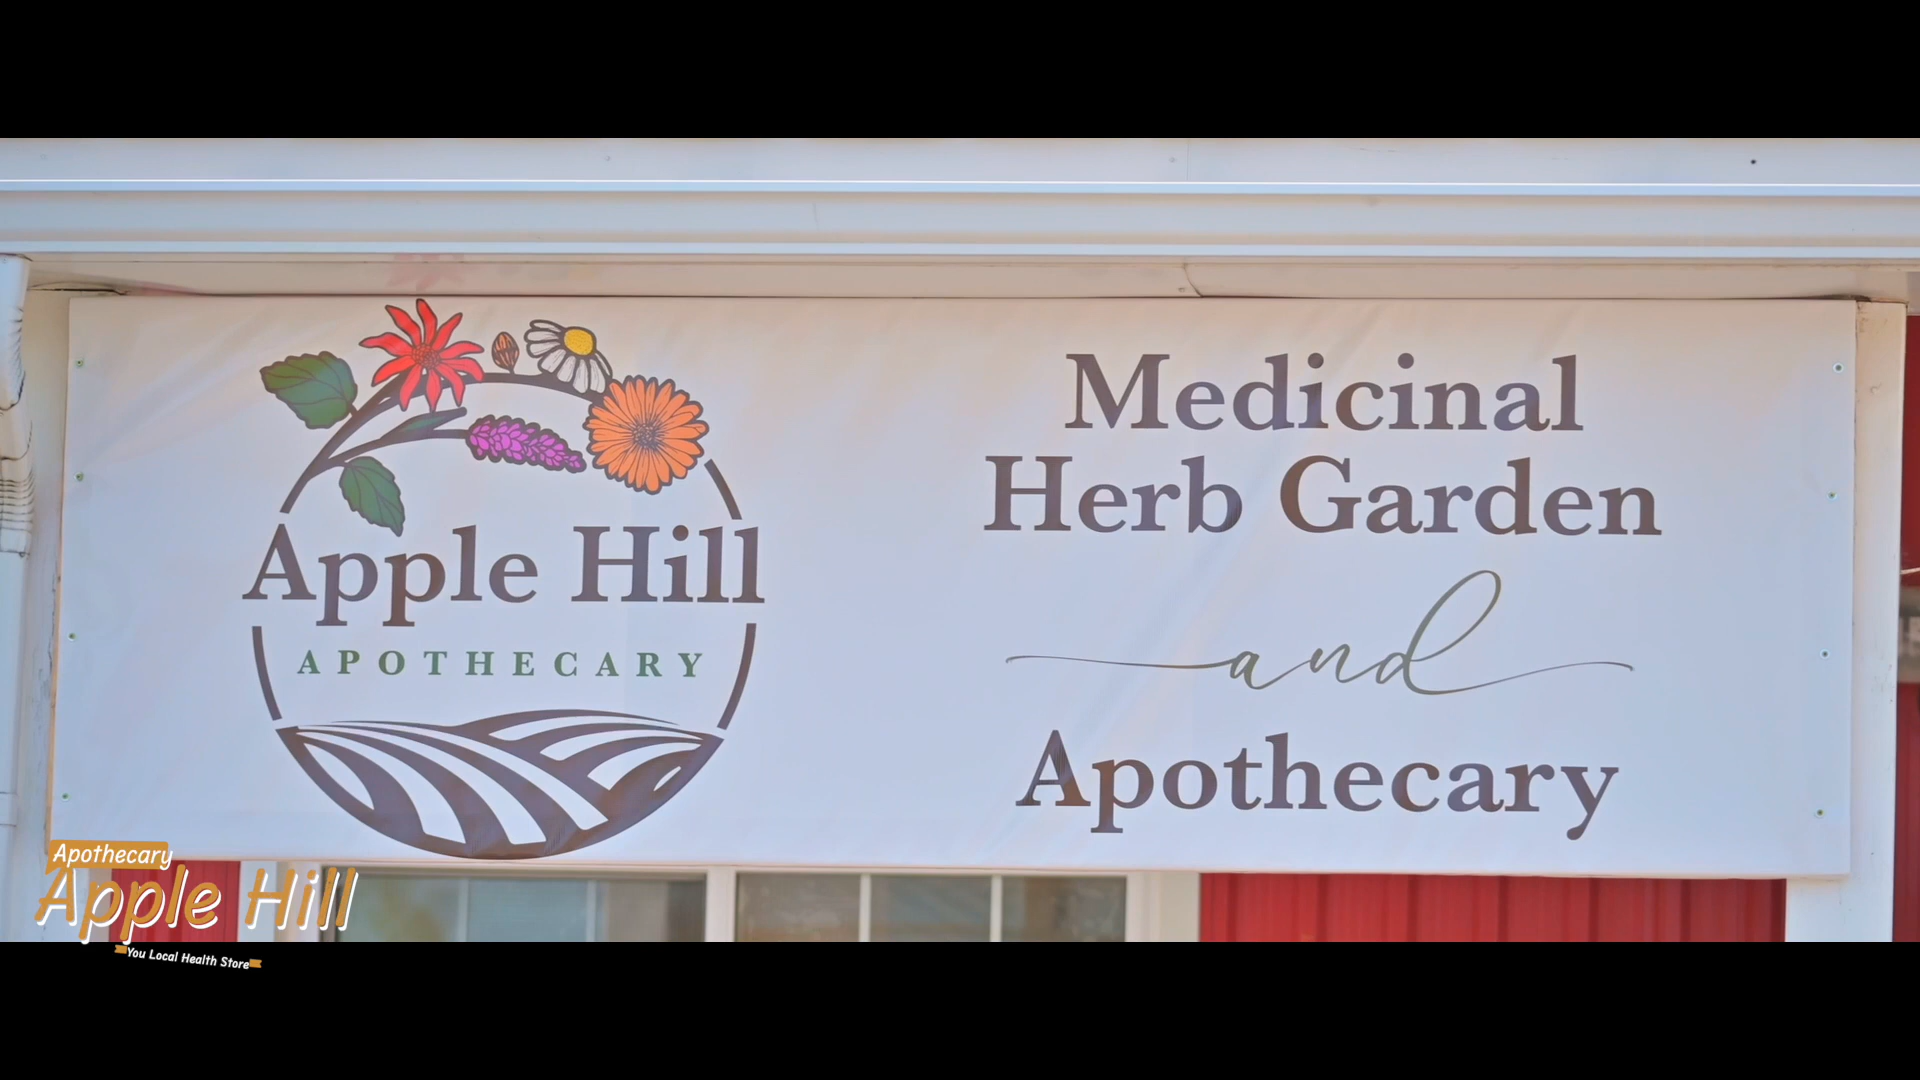 Apple Hill
APOTHECARY
Medicinal
Herb Garden
and
Apothecary
Apothecary
Apple Hill
You Local Health Store